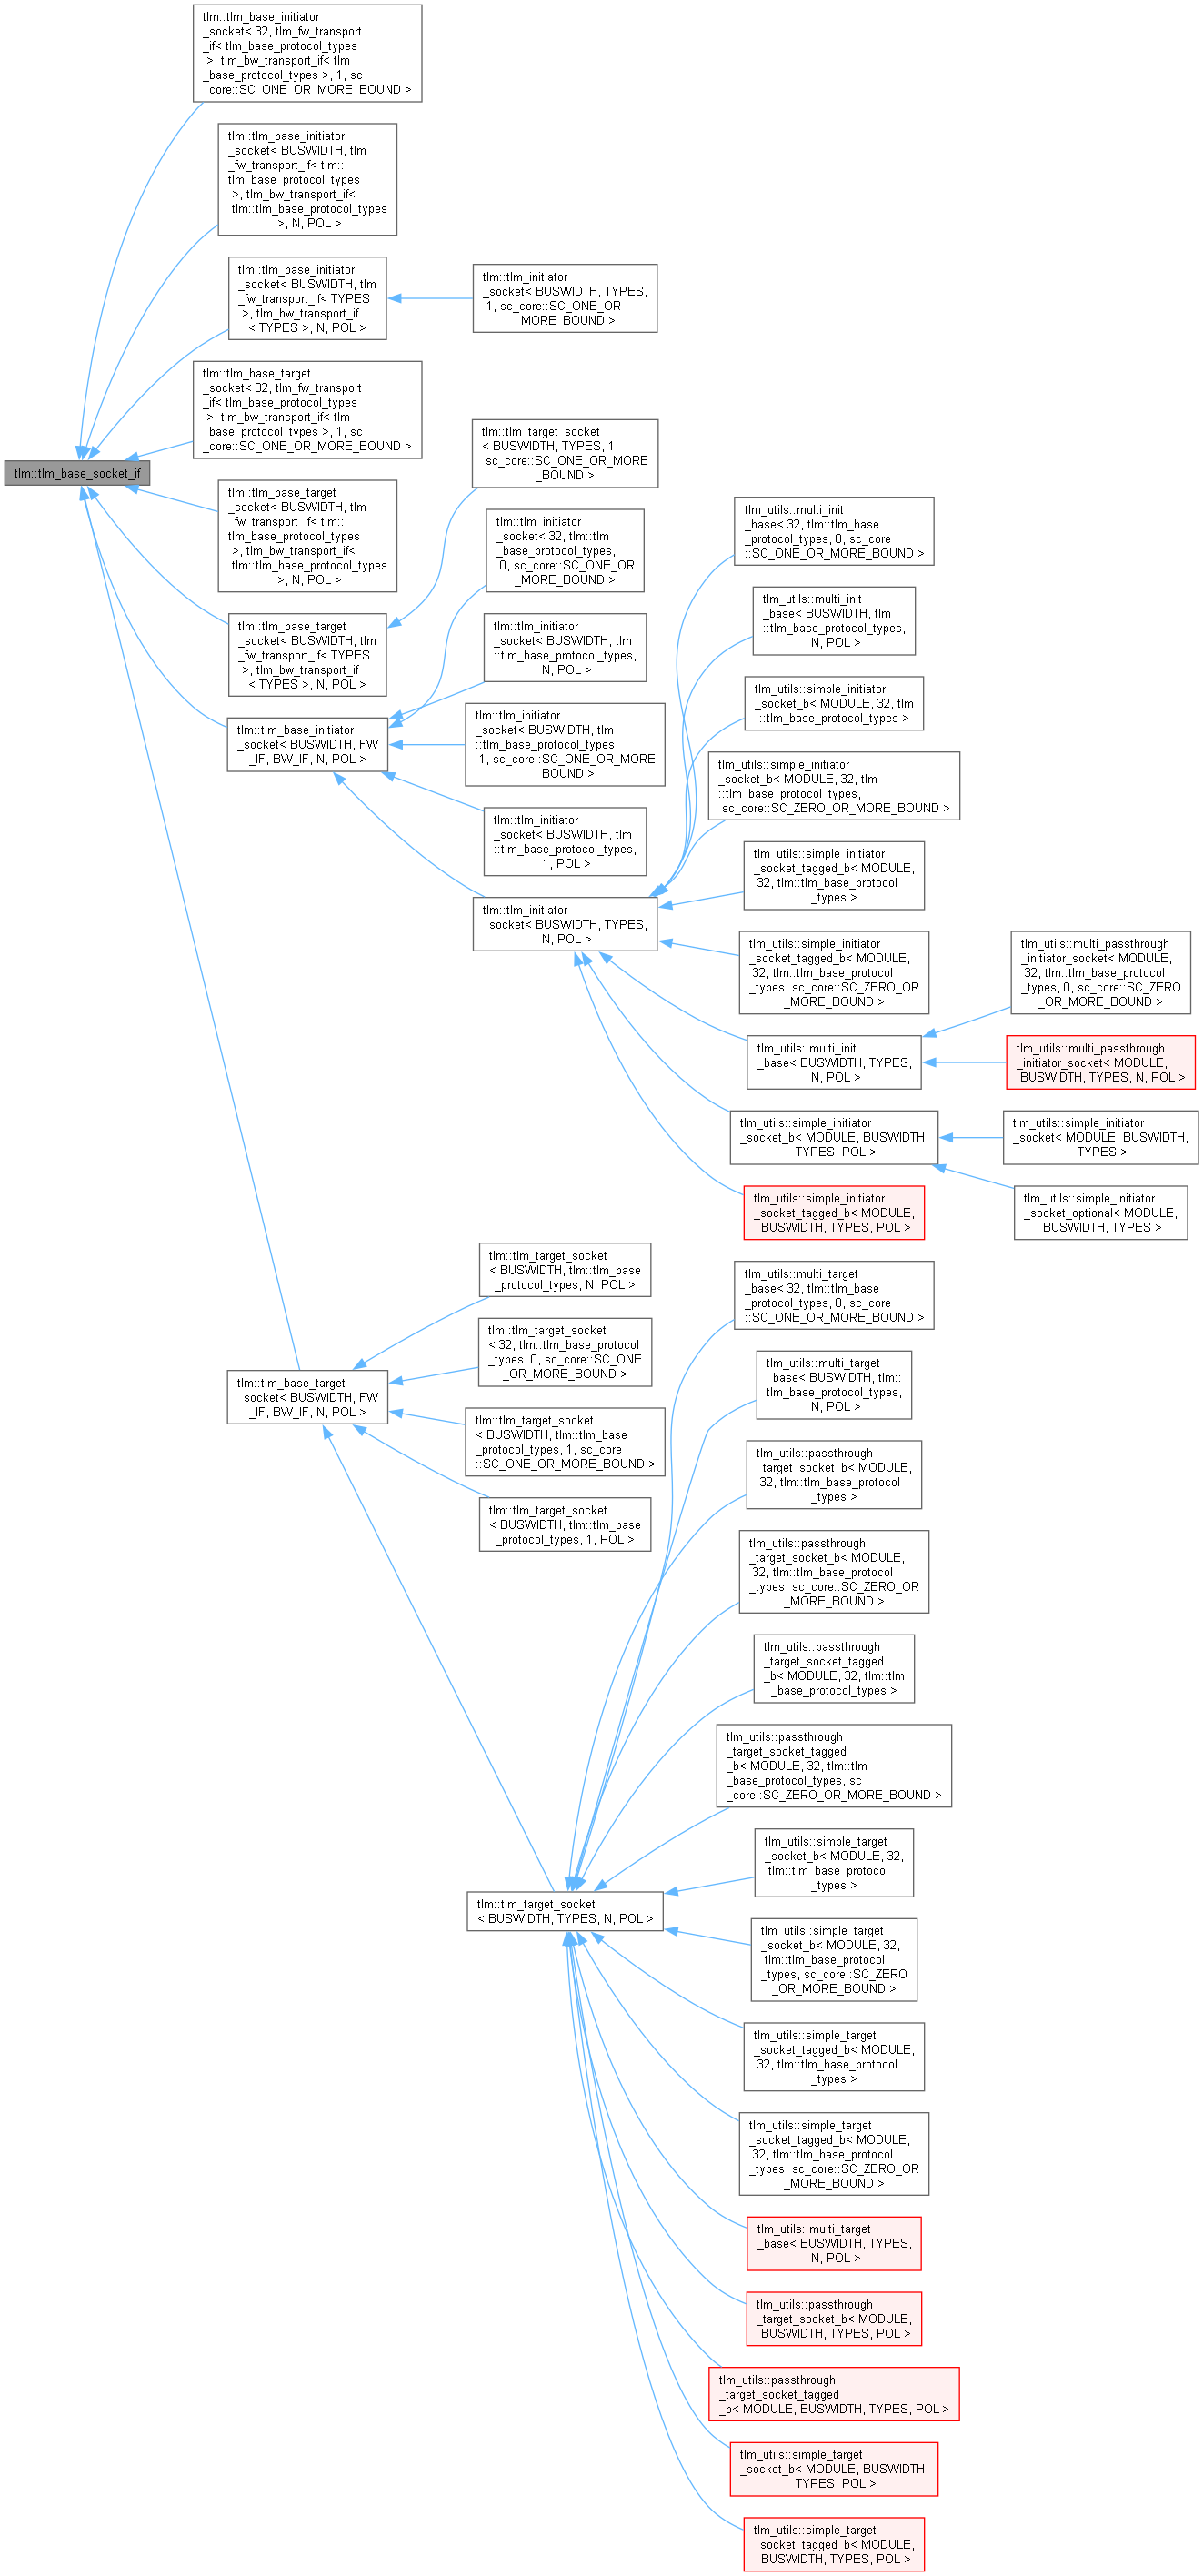 tlm::tlm_base_initiator
_socket< 32, tlm_fw_transport
_if< tlm_base_protocol_types
>, tlm_bw_transport_if< tlm
_base_protocol_types >, 1, sc
_core::SC_ONE_OR_MORE_BOUND >
tlm::tlm_base_initiator
_socket< BUSWIDTH, tlm
_fw_transport_if< tlm::
tlm_base_protocol_types
>, tlm_bw_transport_if<
tlm::tlm_base_protocol_types
>, N, POL >
tlm::tlm_base_initiator
_socket< BUSWIDTH, tlm
_fw_transport_if< TYPES
>, tlm_bw_transport_if
< TYPES >, N, POL >
tlm::tlm_initiator
_socket< BUSWIDTH, TYPES,
1, sc_core::SC_ONE_OR
_MORE_BOUND >
tlm::tlm_base_target
_socket< 32, tlm_fw_transport
_if< tlm_base_protocol_types
>, tlm_bw_transport_if< tlm
_base_protocol_types >, 1, sc
_core::SC_ONE_OR_MORE_BOUND >
tlm::tlm_base_socket_if
tlm::tlm_base_target
_socket< BUSWIDTH, tlm
_fw_transport_if< tlm::
tlm_base_protocol_types
>, tlm_bw_transport_if<
tlm::tlm_base_protocol_types
>, N, POL >
tlm::tlm_base_target
_socket< BUSWIDTH, tlm
_fw_transport_if< TYPES
>, tlm_bw_transport_if
< TYPES >, N, POL >
tlm::tlm_target_socket
< BUSWIDTH, TYPES, 1,
sc_core::SC_ONE_OR_MORE
_BOUND >
tlm::tlm_base_initiator
_socket< BUSWIDTH, FW
_IF, BW_IF, N, POL >
tlm::tlm_initiator
_socket< 32, tlm::tlm
_base_protocol_types,
0, sc_core::SC_ONE_OR
_MORE_BOUND >
tlm::tlm_initiator
_socket< BUSWIDTH, tlm
::tlm_base_protocol_types,
N, POL >
tlm::tlm_initiator
_socket< BUSWIDTH, tlm
::tlm_base_protocol_types,
1, sc_core::SC_ONE_OR_MORE
_BOUND >
tlm::tlm_initiator
_socket< BUSWIDTH, tlm
::tlm_base_protocol_types,
1, POL >
tlm::tlm_initiator
_socket< BUSWIDTH, TYPES,
N, POL >
tlm_utils::multi_init
_base< 32, tlm::tlm_base
_protocol_types, 0, sc_core
::SC_ONE_OR_MORE_BOUND >
tlm_utils::multi_init
_base< BUSWIDTH, tlm
::tlm_base_protocol_types,
N, POL >
tlm_utils::simple_initiator
_socket_b< MODULE, 32, tlm
::tlm_base_protocol_types >
tlm_utils::simple_initiator
_socket_b< MODULE, 32, tlm
::tlm_base_protocol_types,
sc_core::SC_ZERO_OR_MORE_BOUND >
tlm_utils::simple_initiator
_socket_tagged_b< MODULE,
32, tlm::tlm_base_protocol
_types >
tlm_utils::simple_initiator
_socket_tagged_b< MODULE,
32, tlm::tlm_base_protocol
_types, sc_core::SC_ZERO_OR
_MORE_BOUND >
tlm_utils::multi_init
_base< BUSWIDTH, TYPES,
N, POL >
tlm_utils::multi_passthrough
_initiator_socket< MODULE,
32, tlm::tlm_base_protocol
_types, 0, sc_core::SC_ZERO
_OR_MORE_BOUND >
tlm_utils::multi_passthrough
_initiator_socket< MODULE,
BUSWIDTH, TYPES, N, POL >
tlm_utils::simple_initiator
_socket_b< MODULE, BUSWIDTH,
TYPES, POL >
tlm_utils::simple_initiator
_socket< MODULE, BUSWIDTH,
TYPES >
tlm_utils::simple_initiator
_socket_optional< MODULE,
BUSWIDTH, TYPES >
tlm_utils::simple_initiator
_socket_tagged_b< MODULE,
BUSWIDTH, TYPES, POL >
tlm::tlm_base_target
_socket< BUSWIDTH, FW
_IF, BW_IF, N, POL >
tlm::tlm_target_socket
< BUSWIDTH, tlm::tlm_base
_protocol_types, N, POL >
tlm::tlm_target_socket
< 32, tlm::tlm_base_protocol
_types, 0, sc_core::SC_ONE
_OR_MORE_BOUND >
tlm::tlm_target_socket
< BUSWIDTH, tlm::tlm_base
_protocol_types, 1, sc_core
::SC_ONE_OR_MORE_BOUND >
tlm::tlm_target_socket
< BUSWIDTH, tlm::tlm_base
_protocol_types, 1, POL >
tlm::tlm_target_socket
< BUSWIDTH, TYPES, N, POL >
tlm_utils::multi_target
_base< 32, tlm::tlm_base
_protocol_types, 0, sc_core
::SC_ONE_OR_MORE_BOUND >
tlm_utils::multi_target
_base< BUSWIDTH, tlm::
tlm_base_protocol_types,
N, POL >
tlm_utils::passthrough
_target_socket_b< MODULE,
32, tlm::tlm_base_protocol
_types >
tlm_utils::passthrough
_target_socket_b< MODULE,
32, tlm::tlm_base_protocol
_types, sc_core::SC_ZERO_OR
_MORE_BOUND >
tlm_utils::passthrough
_target_socket_tagged
_b< MODULE, 32, tlm::tlm
_base_protocol_types >
tlm_utils::passthrough
_target_socket_tagged
_b< MODULE, 32, tlm::tlm
_base_protocol_types, sc
_core::SC_ZERO_OR_MORE_BOUND >
tlm_utils::simple_target
_socket_b< MODULE, 32,
tlm::tlm_base_protocol
_types >
tlm_utils::simple_target
_socket_b< MODULE, 32,
tlm::tlm_base_protocol
_types, sc_core::SC_ZERO
_OR_MORE_BOUND >
tlm_utils::simple_target
_socket_tagged_b< MODULE,
32, tlm::tlm_base_protocol
_types >
tlm_utils::simple_target
_socket_tagged_b< MODULE,
32, tlm::tlm_base_protocol
_types, sc_core::SC_ZERO_OR
_MORE_BOUND >
tlm_utils::multi_target
_base< BUSWIDTH, TYPES,
N, POL >
tlm_utils::passthrough
_target_socket_b< MODULE,
BUSWIDTH, TYPES, POL >
tlm_utils::passthrough
_target_socket_tagged
_b< MODULE, BUSWIDTH, TYPES, POL >
tlm_utils::simple_target
_socket_b< MODULE, BUSWIDTH,
TYPES, POL >
tlm_utils::simple_target
_socket_tagged_b< MODULE,
BUSWIDTH, TYPES, POL >